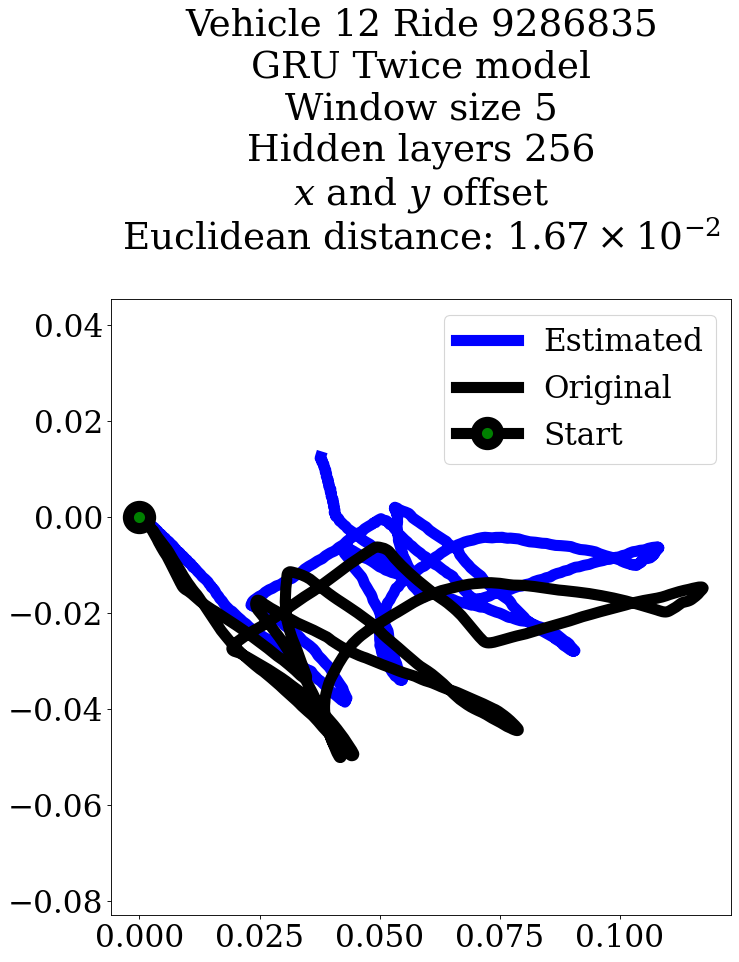 Vehicle 12 Ride 9286835
GRU Twice model
Window size 5
Hidden layers 256
x and y offset
Euclidean distance: 1.67 × 10⁻²
Estimated
Original
Start
0.04
0.02
0.00
−0.02
−0.04
−0.06
−0.08
0.000 0.025 0.050 0.075 0.100